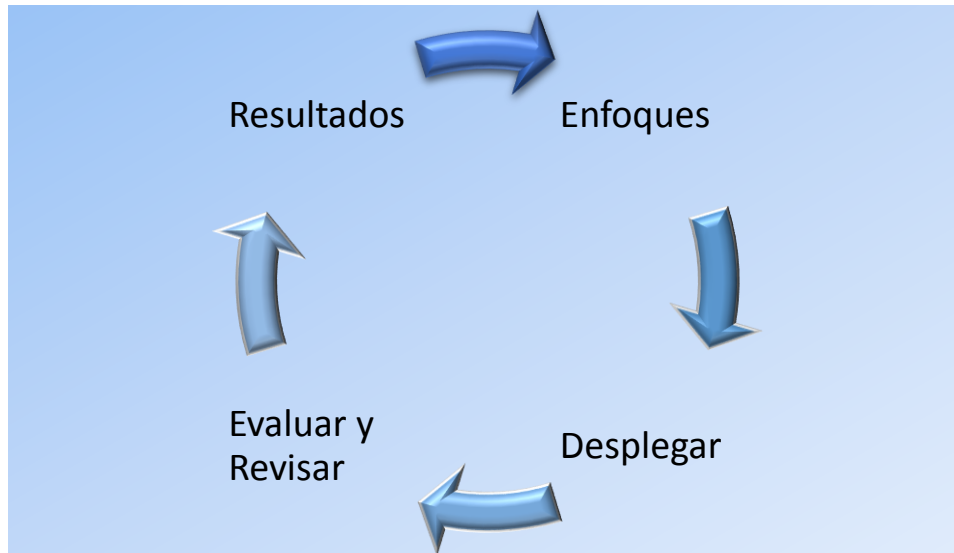 Resultados
Enfoques
Evaluar y
Revisar
Desplegar